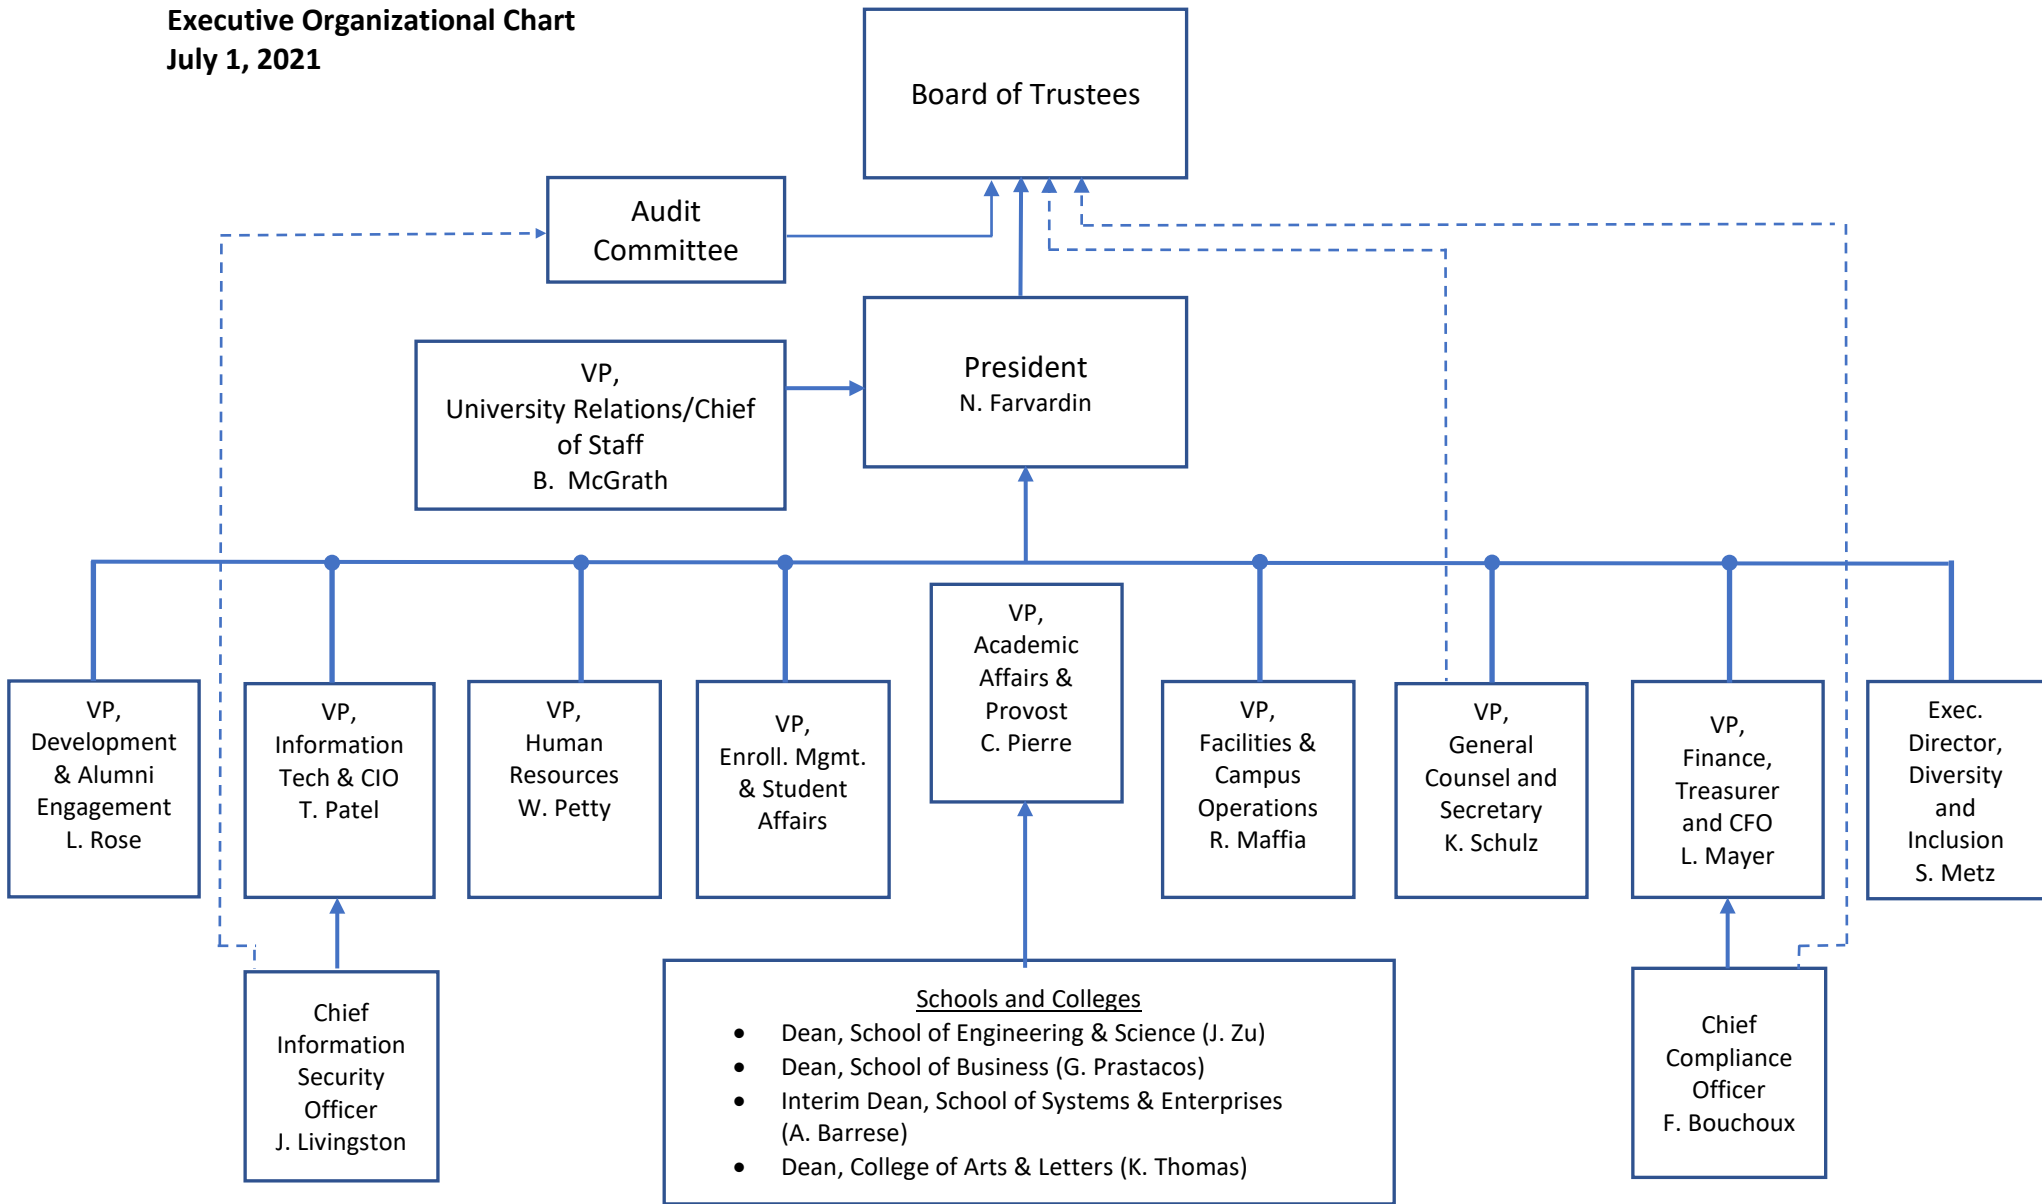 Executive Organizational Chart
July 1, 2021
Board of Trustees
Audit
Committee
President
N. Farvardin
VP,
University Relations/Chief
of Staff
B.  McGrath
VP,
Development
& Alumni
Engagement
L. Rose
VP,
Information
Tech & CIO
T. Patel
VP,
Human
Resources
W. Petty
VP,
Enroll. Mgmt.
& Student
Affairs
VP,
Academic
Affairs &
Provost
C. Pierre
VP,
Facilities &
Campus
Operations
R. Maffia
VP,
General
Counsel and
Secretary
K. Schulz
VP,
Finance,
Treasurer
and CFO
L. Mayer
Exec.
Director,
Diversity
and
Inclusion
S. Metz
Chief
Information
Security
Officer
J. Livingston
Schools and Colleges
• Dean, School of Engineering & Science (J. Zu)
• Dean, School of Business (G. Prastacos)
• Interim Dean, School of Systems & Enterprises
(A. Barrese)
• Dean, College of Arts & Letters (K. Thomas)
Chief
Compliance
Officer
F. Bouchoux